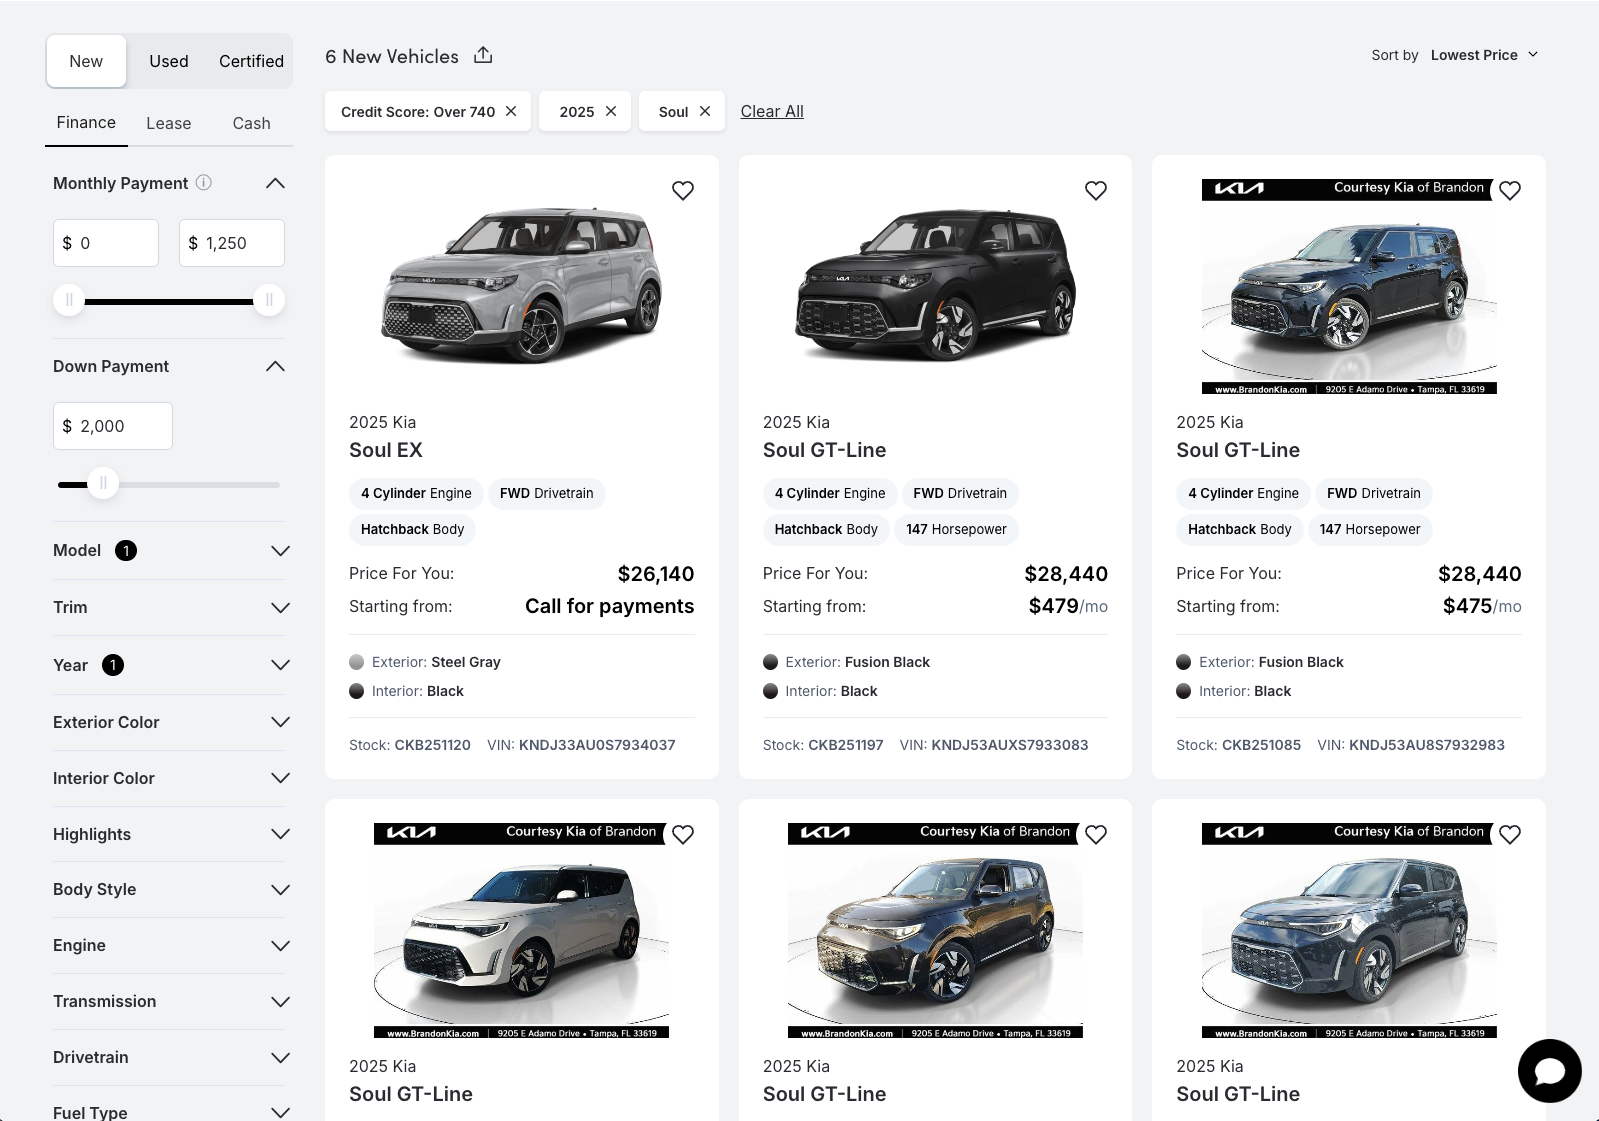 New Used Certified
Finance Lease Cash
Monthly Payment
$ 0 $ 1,250
Down Payment
$ 2,000
Model 1
Trim
Year 1
Exterior Color
Interior Color
Highlights
Body Style
Engine
Transmission
Drivetrain
Fuel Type
6 New Vehicles
Sort by Lowest Price
Credit Score: Over 740 2025 Soul Clear All
2025 Kia
Soul EX
4 Cylinder Engine FWD Drivetrain
Hatchback Body
Price For You: $26,140
Starting from: Call for payments
Exterior: Steel Gray
Interior: Black
Stock: CKB251120 VIN: KNDJ33AU0S7934037
2025 Kia
Soul GT-Line
4 Cylinder Engine FWD Drivetrain
Hatchback Body 147 Horsepower
Price For You: $28,440
Starting from: $479/mo
Exterior: Fusion Black
Interior: Black
Stock: CKB251197 VIN: KNDJ53AUXS7933083
KIA Courtesy Kia of Brandon
www.BrandonKia.com | 9205 E Adamo Drive • Tampa, FL 33619
2025 Kia
Soul GT-Line
4 Cylinder Engine FWD Drivetrain
Hatchback Body 147 Horsepower
Price For You: $28,440
Starting from: $475/mo
Exterior: Fusion Black
Interior: Black
Stock: CKB251085 VIN: KNDJ53AU8S7932983
KIA Courtesy Kia of Brandon
www.BrandonKia.com | 9205 E Adamo Drive • Tampa, FL 33619
2025 Kia
Soul GT-Line
KIA Courtesy Kia of Brandon
www.BrandonKia.com | 9205 E Adamo Drive • Tampa, FL 33619
2025 Kia
Soul GT-Line
KIA Courtesy Kia of Brandon
www.BrandonKia.com | 9205 E Adamo Drive • Tampa, FL 33619
2025 Kia
Soul GT-Line